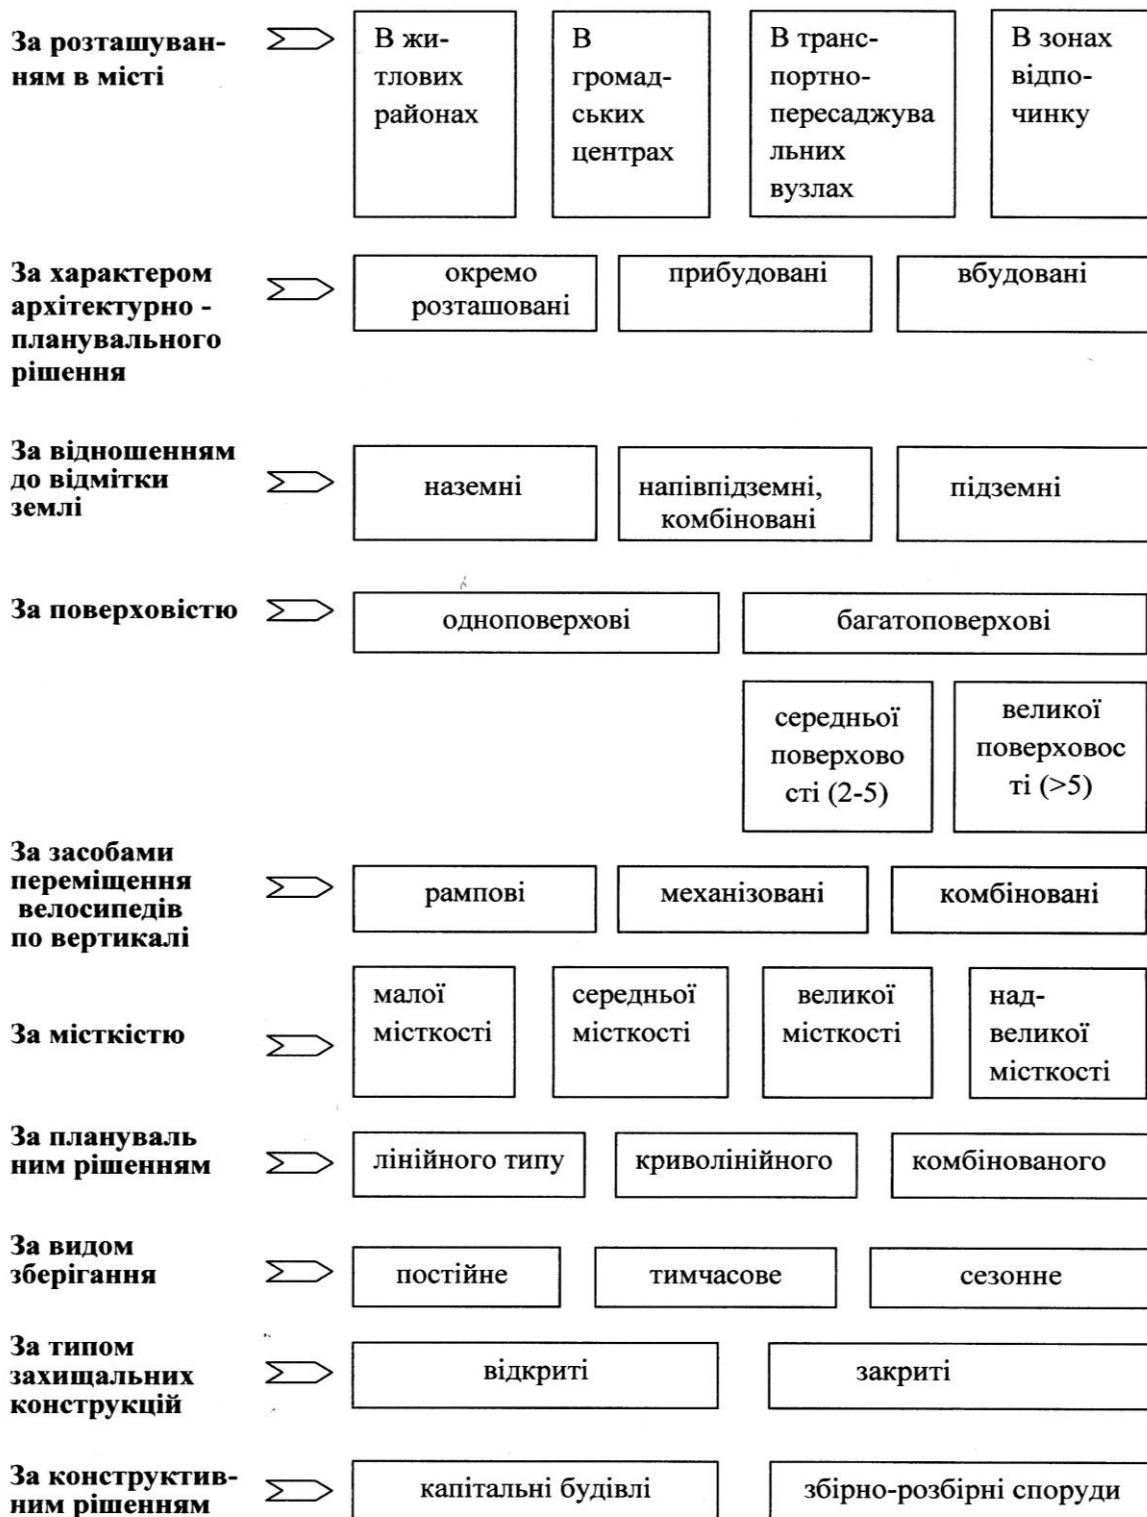 За розташуван-
ням в місті
В жи-
тлових
районах
В
громад-
ських
центрах
В транс-
портно-
пересаджува
льних
вузлах
В зонах
відпо-
чинку
За характером
архітектурно -
планувального
рішення
окремо
розташовані
прибудовані
вбудовані
За відношенням
до відмітки
землі
наземні
напівпідземні,
комбіновані
підземні
За поверховістю
одноповерхові
багатоповерхові
середньої
поверхово
сті (2-5)
великої
поверховос
ті (>5)
За засобами
переміщення
велосипедів
по вертикалі
рампові
механізовані
комбіновані
За місткістю
малої
місткості
середньої
місткості
великої
місткості
над-
великої
місткості
За плануваль
ним рішенням
лінійного типу
криволінійного
комбінованого
За видом
зберігання
постійне
тимчасове
сезонне
За типом
захищальних
конструкцій
відкриті
закриті
За конструктив-
ним рішенням
капітальні будівлі
збірно-розбірні споруди